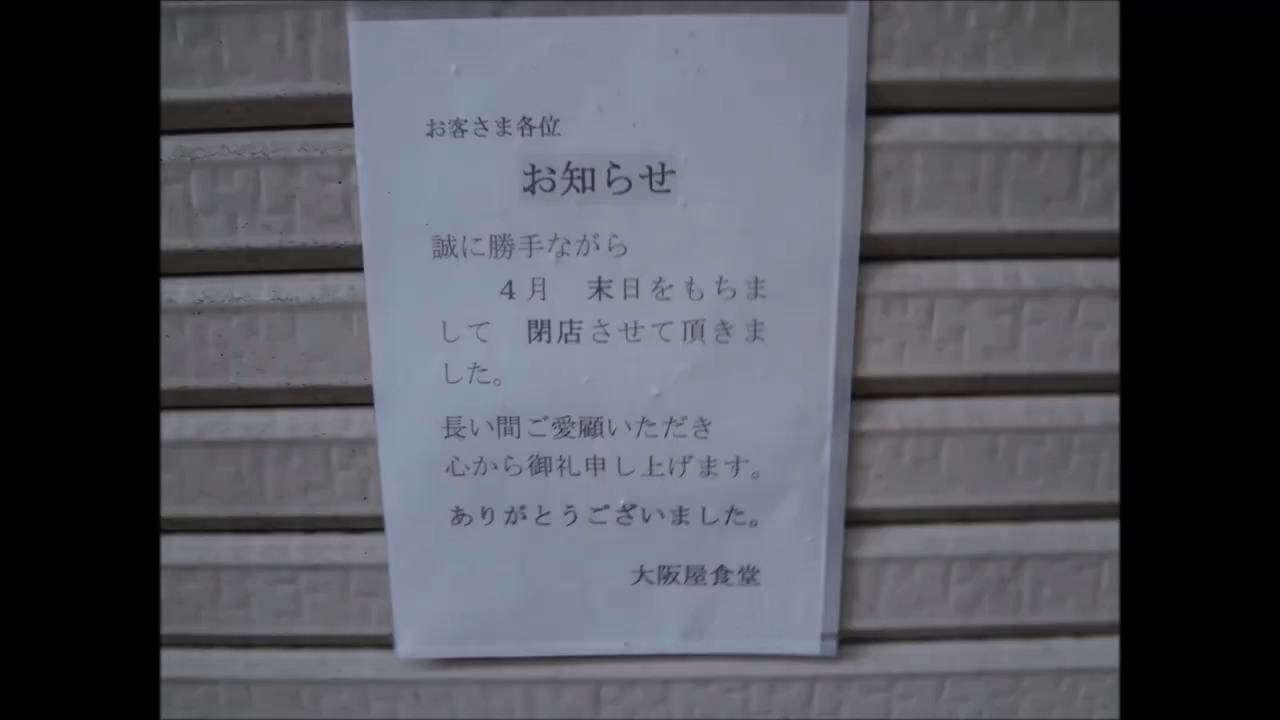 お客さま各位
お知らせ
誠に勝手ながら
４月　末日をもちま
して　閉店させて頂きま
した。
長い間ご愛顧いただき
心から御礼申し上げます。
ありがとうございました。
大阪屋食堂